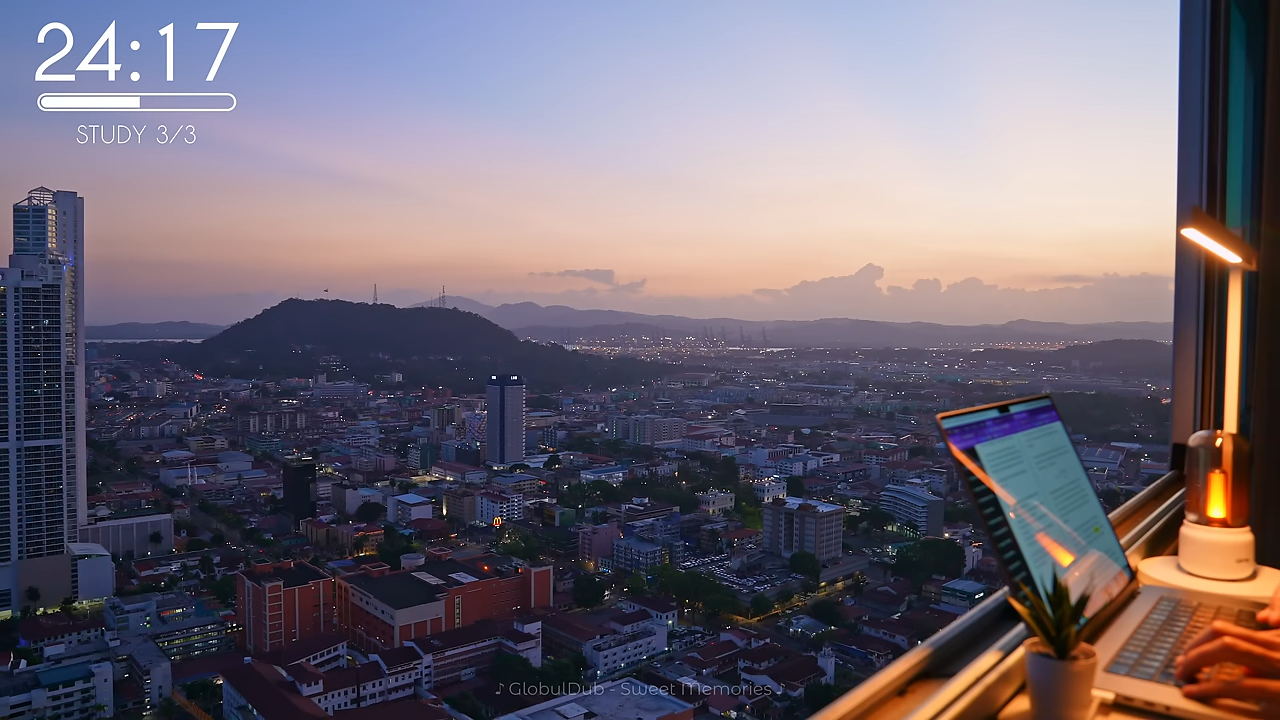 24:17
STUDY 3/3
♪ GlobulDub - Sweet Memories ♪